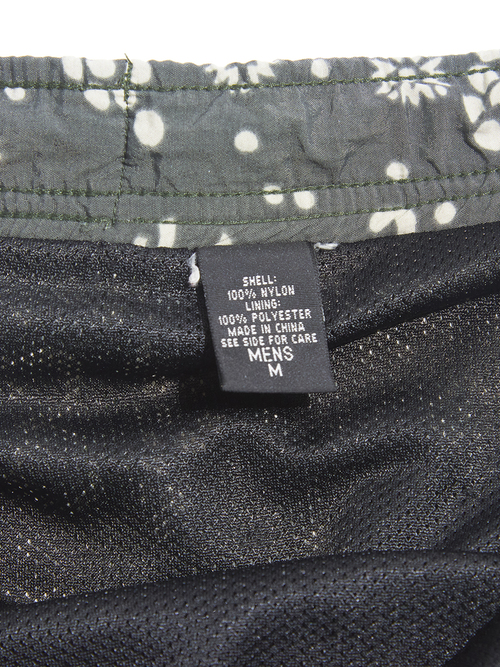 SHELL:
100% NYLON
LINING:
100% POLYESTER
MADE IN CHINA
SEE SIDE FOR CARE
MENS
M